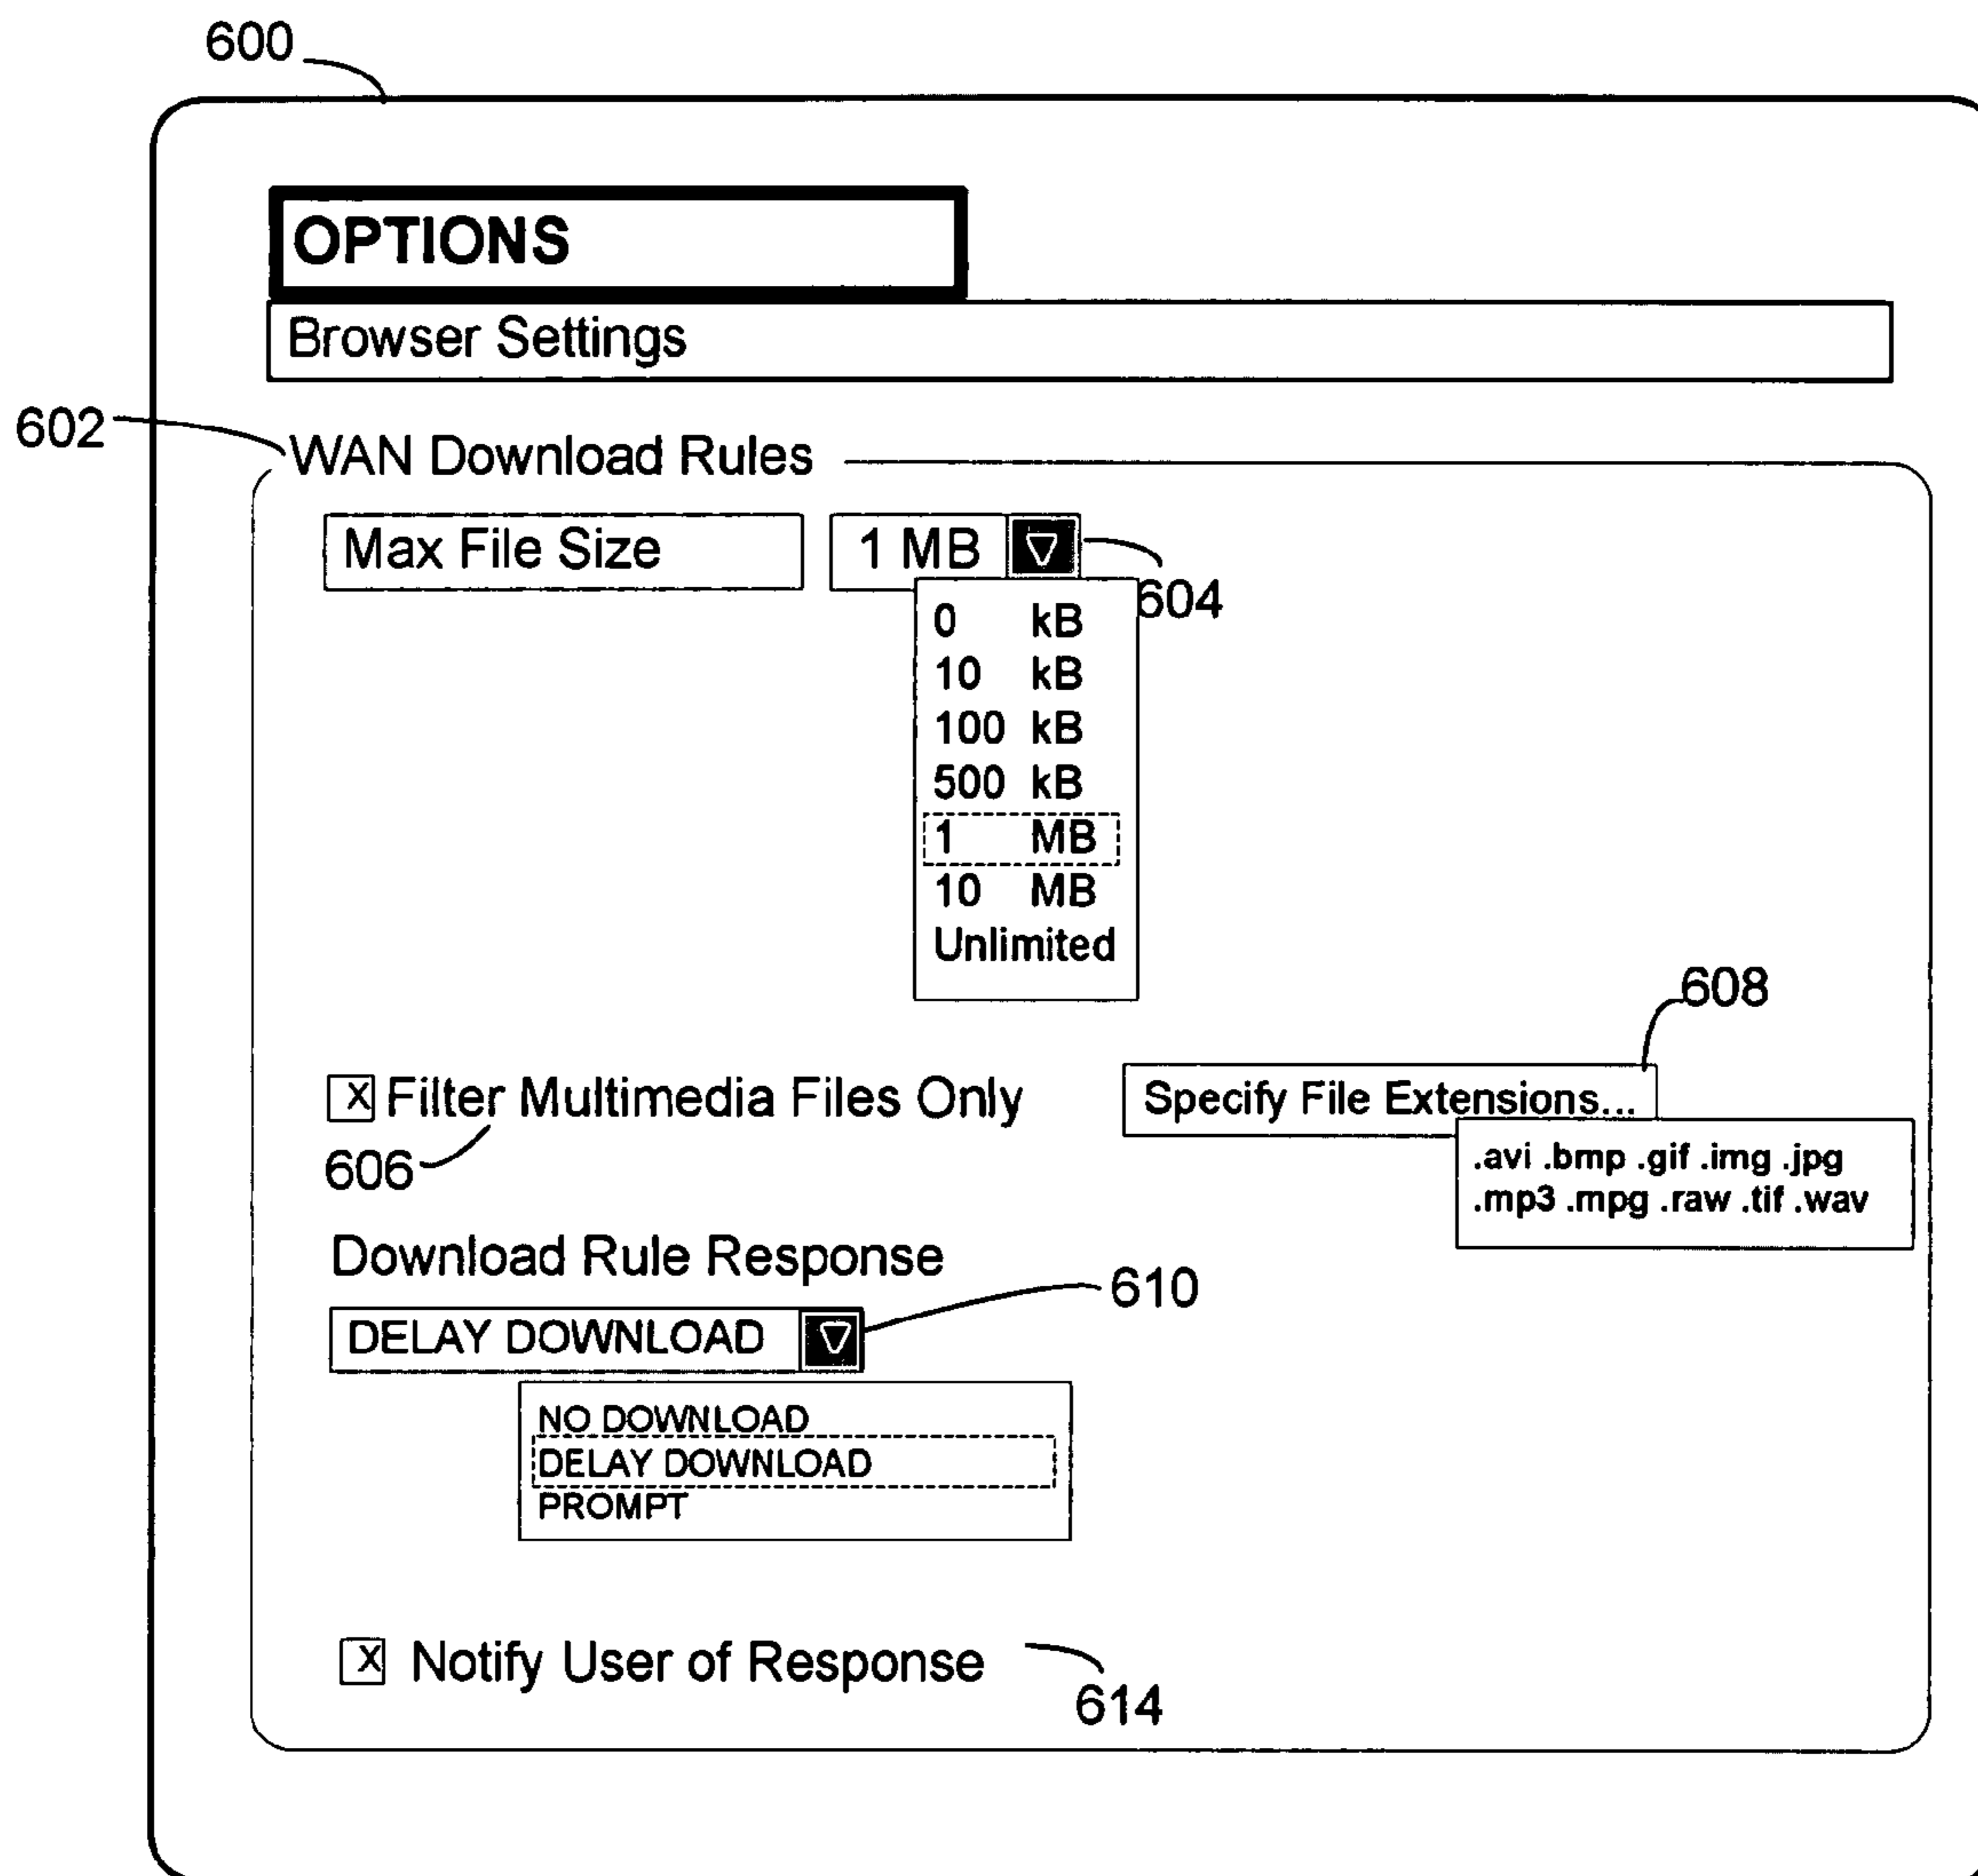 600
OPTIONS
Browser Settings
602
WAN Download Rules
Max File Size
1 MB
604
0 kB
10 kB
100 kB
500 kB
1 MB
10 MB
Unlimited
608
X Filter Multimedia Files Only
Specify File Extensions...
606
.avi .bmp .gif .img .jpg
.mp3 .mpg .raw .tif .wav
Download Rule Response
610
DELAY DOWNLOAD
NO DOWNLOAD
DELAY DOWNLOAD
PROMPT
X Notify User of Response
614